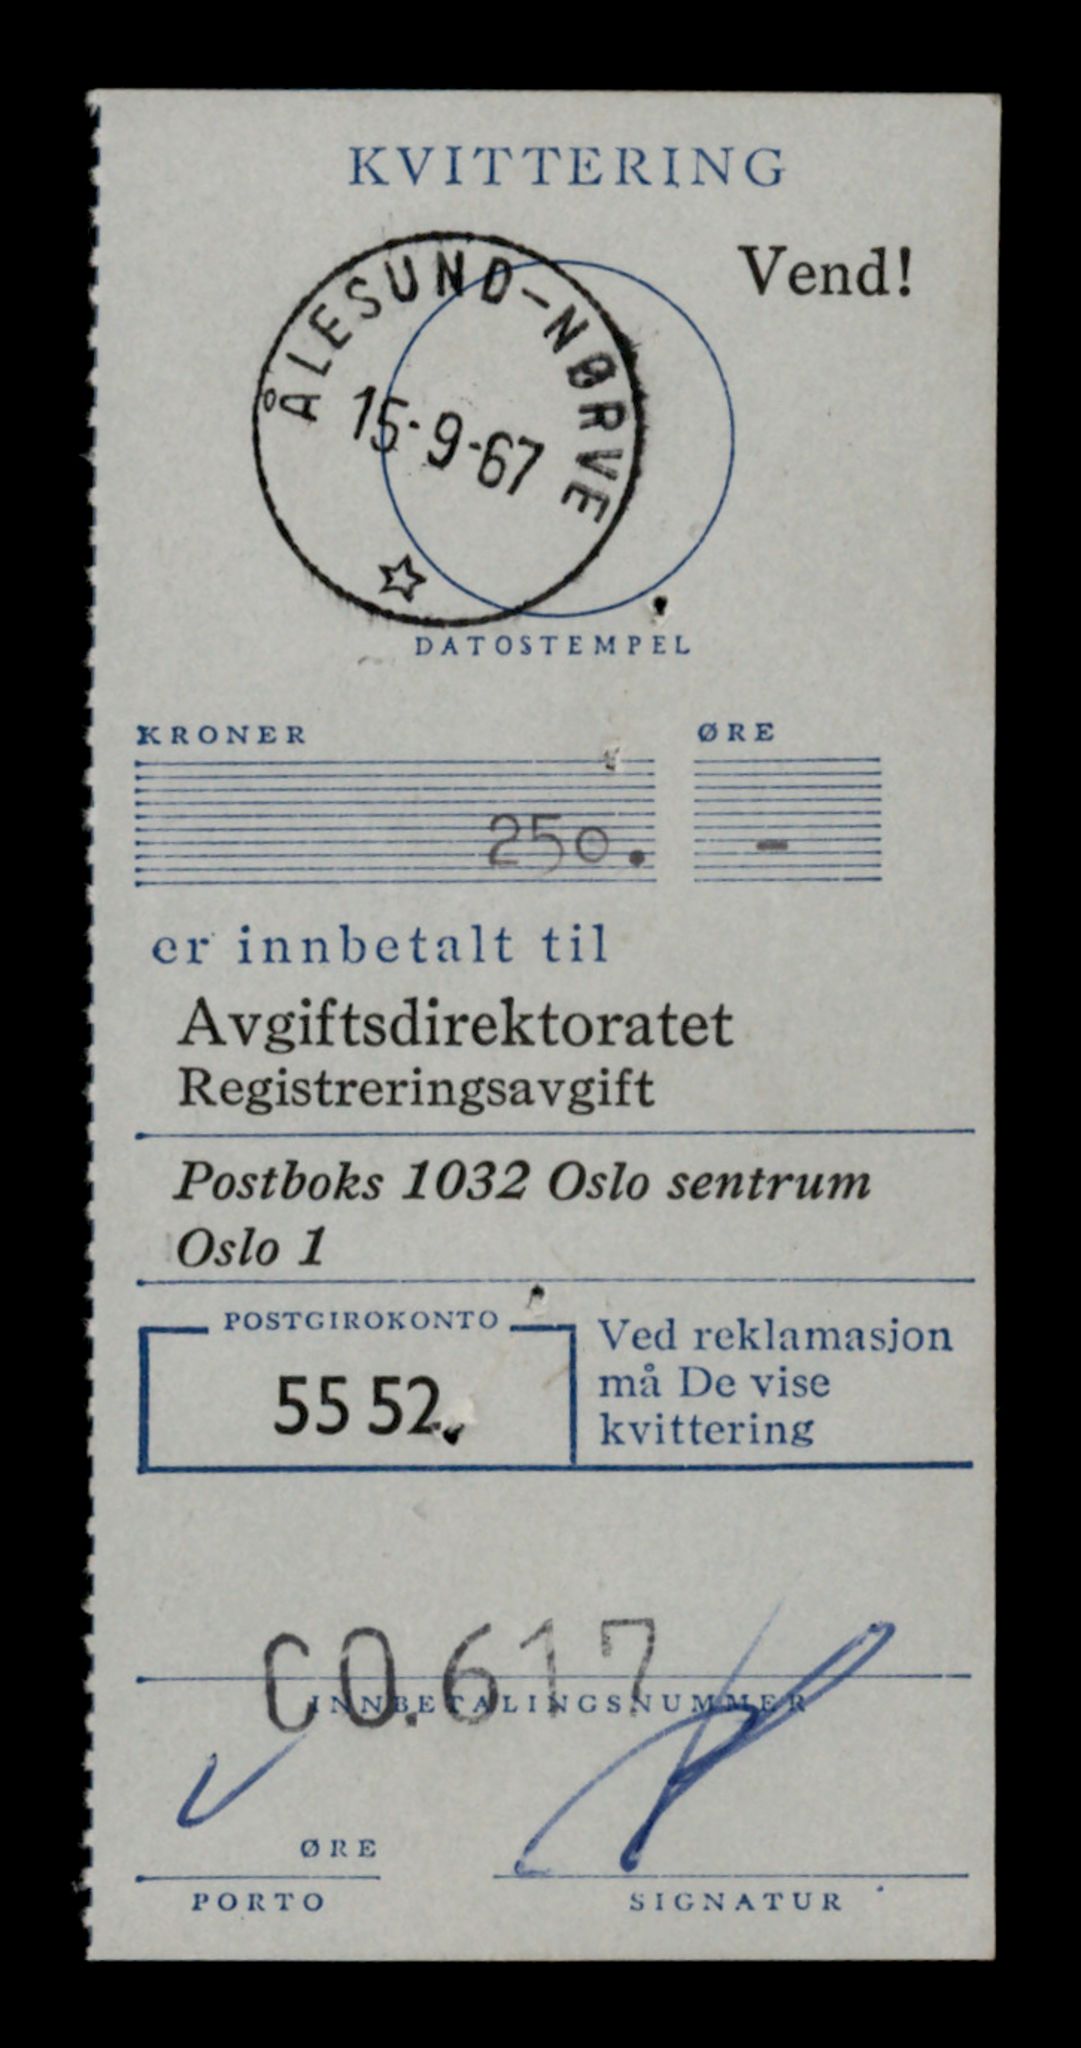 KVITTERING
Vend!
ÅLESUND-NØRVE
15-9-67
DATOSTEMPEL
KRONER ØRE
250. -
er innbetalt til
Avgiftsdirektoratet
Registreringsavgift
Postboks 1032 Oslo sentrum
Oslo 1
POSTGIROKONTO
55 52
Ved reklamasjon
må De vise
kvittering
C0.617
INNBETALINGSNUMMER
ØRE
PORTO
SIGNATUR